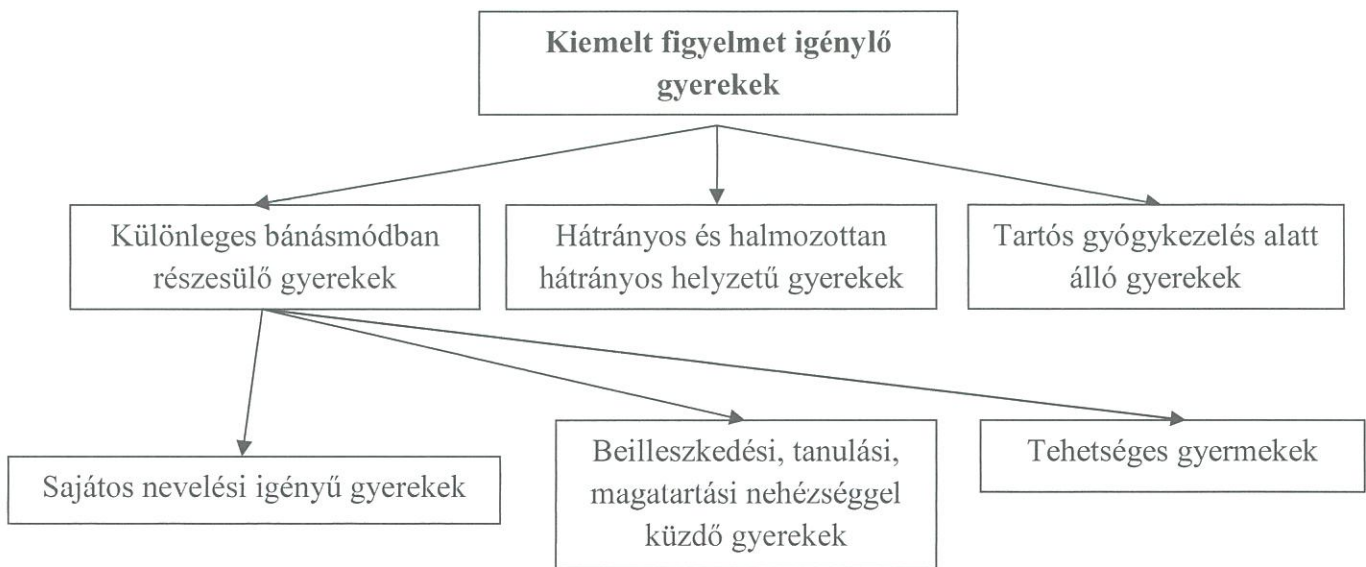 Kiemelt figyelmet igénylő
gyerekek
Különleges bánásmódban
részesülő gyerekek
Hátrányos és halmozottan
hátrányos helyzetű gyerekek
Tartós gyógykezelés alatt
álló gyerekek
Sajátos nevelési igényű gyerekek
Beilleszkedési, tanulási,
magatartási nehézséggel
küzdő gyerekek
Tehetséges gyermekek